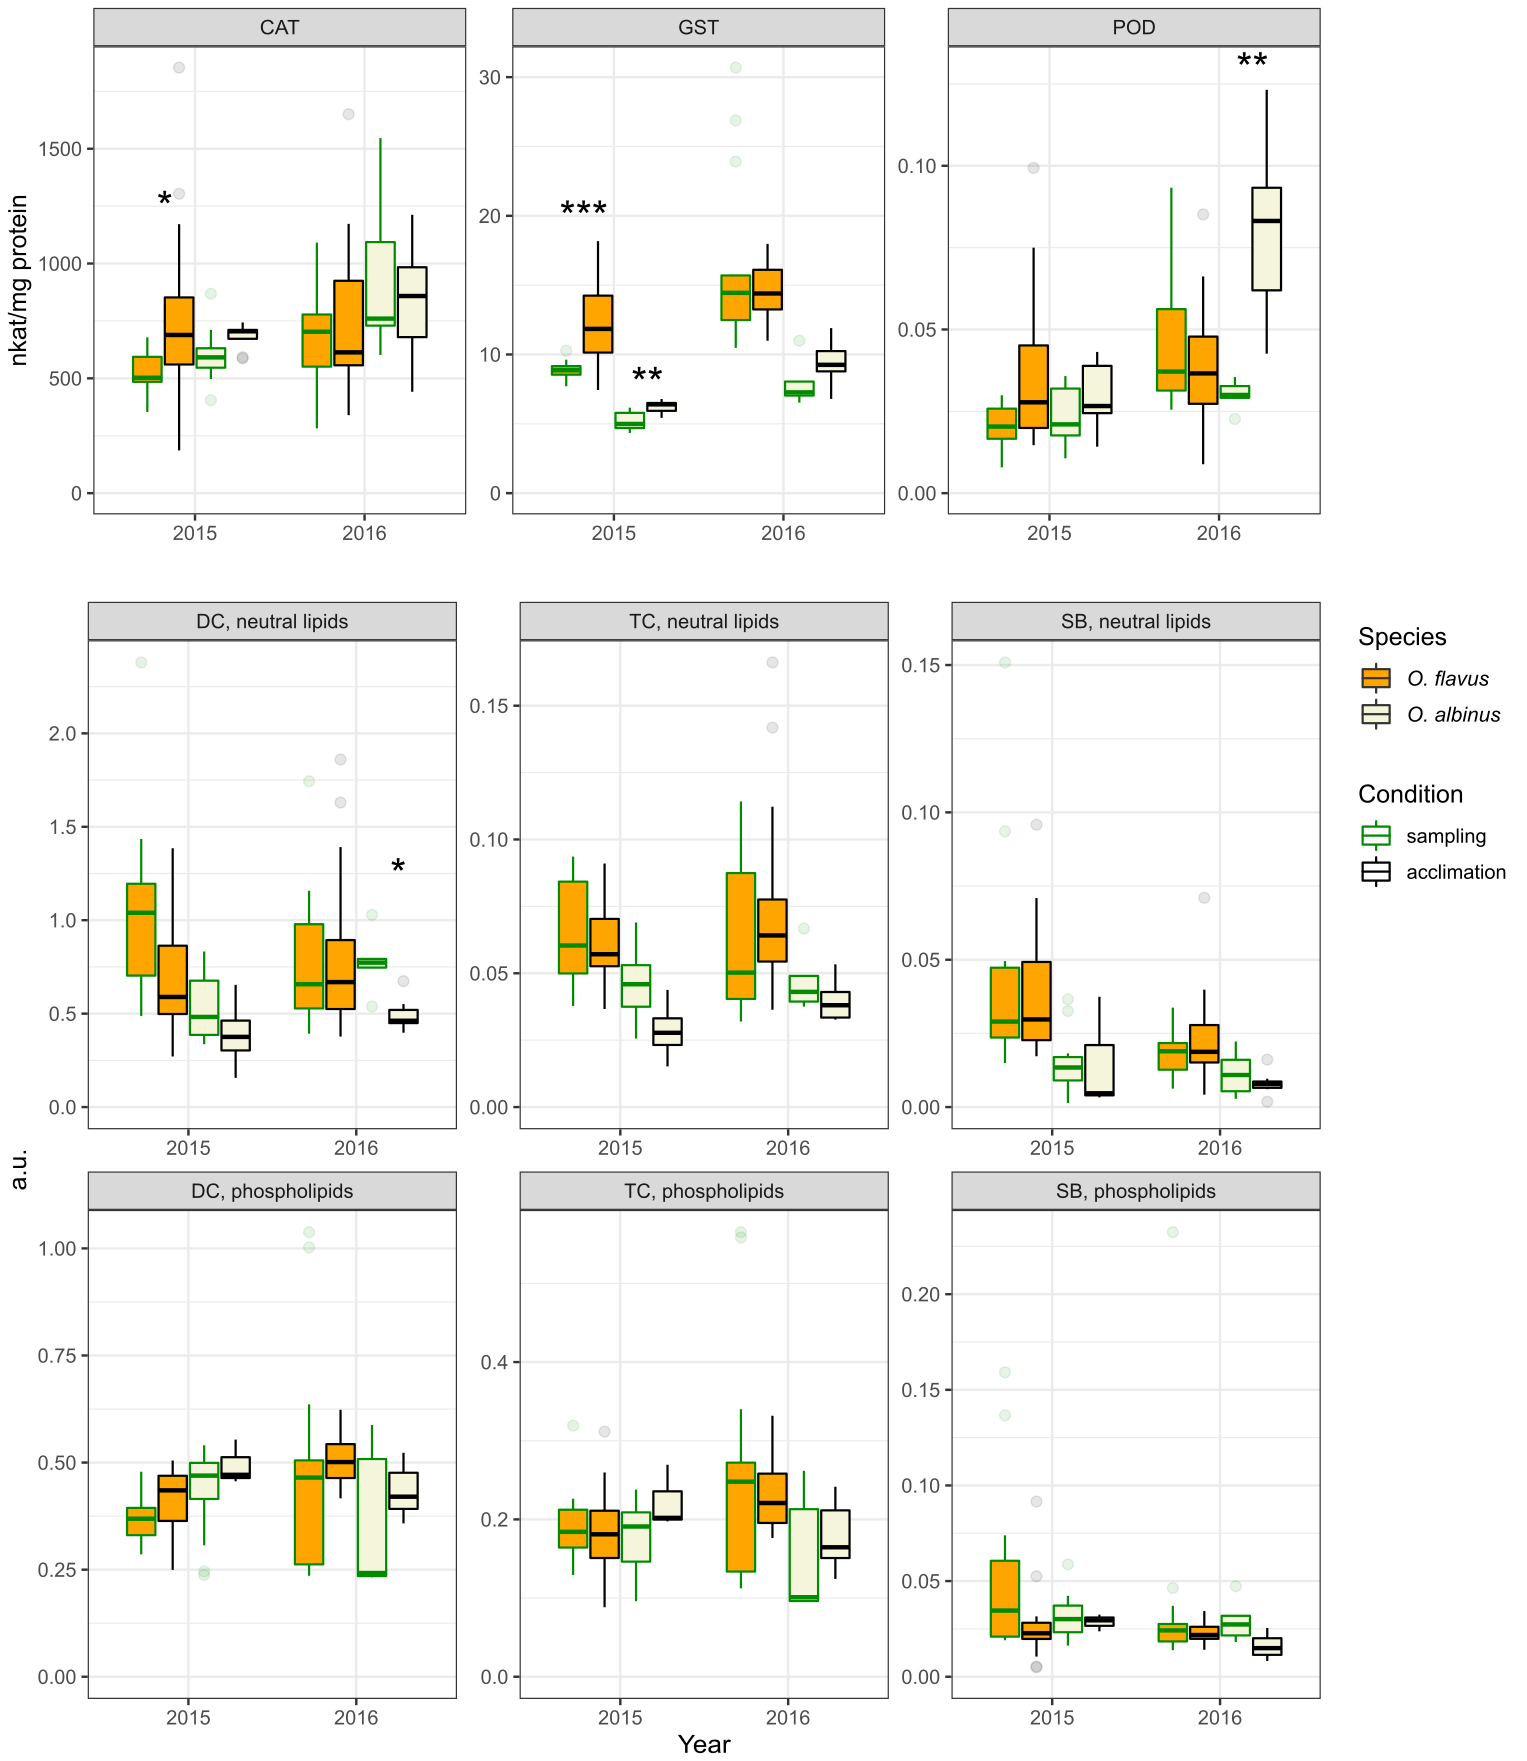 CAT GST POD
nkat/mg protein
1500
1000
500
0
30
20
10
0
0.10
0.05
0.00
*
***
**
**
2015 2016 2015 2016 2015 2016
DC, neutral lipids TC, neutral lipids SB, neutral lipids
2.0
1.5
1.0
0.5
0.0
0.15
0.10
0.05
0.00
0.15
0.10
0.05
0.00
*
2015 2016 2015 2016 2015 2016
Species
O. flavus
O. albinus
Condition
sampling
acclimation
a.u.
DC, phospholipids TC, phospholipids SB, phospholipids
1.00
0.75
0.50
0.25
0.00
0.4
0.2
0.0
0.20
0.15
0.10
0.05
0.00
2015 2016 2015 2016 2015 2016
Year